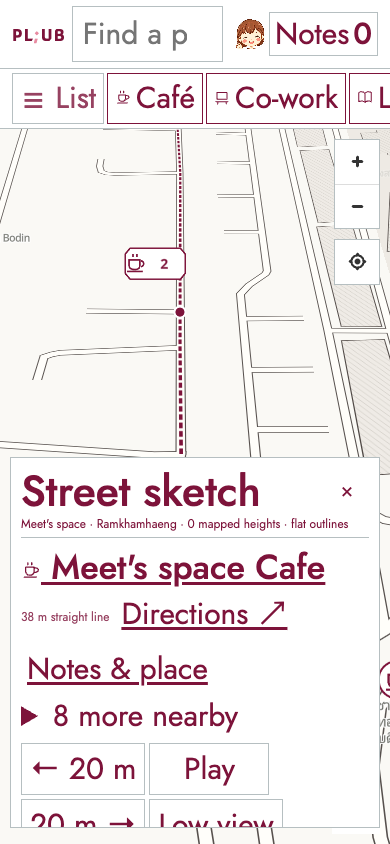 PL;UB Find a p Notes 0
List Café Co-work L
+
−
Bodin
2
Street sketch ×
Meet's space · Ramkhamhaeng · 0 mapped heights · flat outlines
Meet's space Cafe
38 m straight line Directions ↗
Notes & place
▶ 8 more nearby
← 20 m Play
20 m → Low view